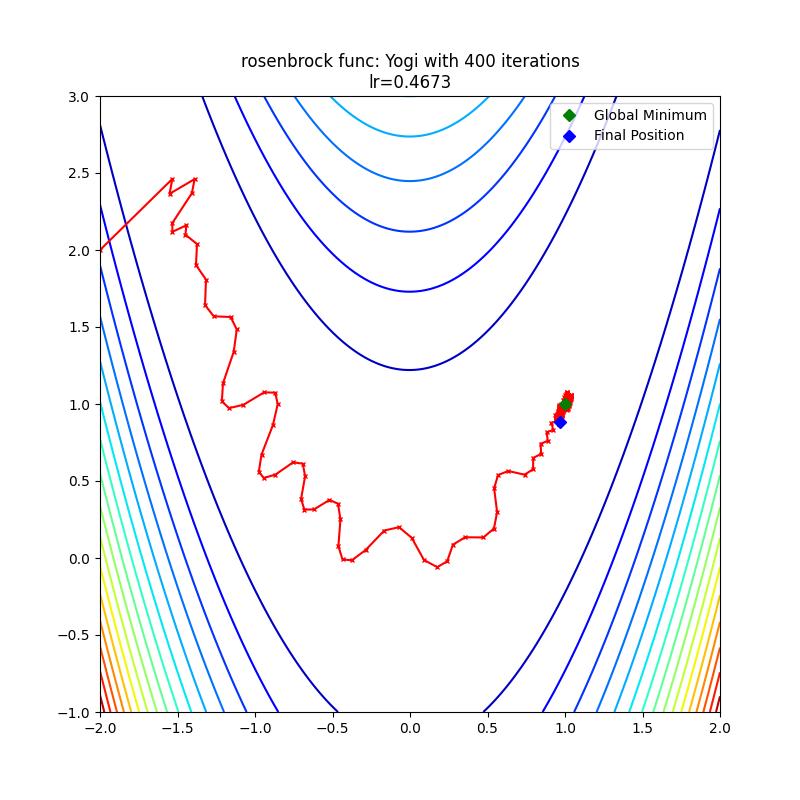 rosenbrock func: Yogi with 400 iterations
lr=0.4673
Global Minimum
Final Position
3.0
2.5
2.0
1.5
1.0
0.5
0.0
−0.5
−1.0
−2.0 −1.5 −1.0 −0.5 0.0 0.5 1.0 1.5 2.0